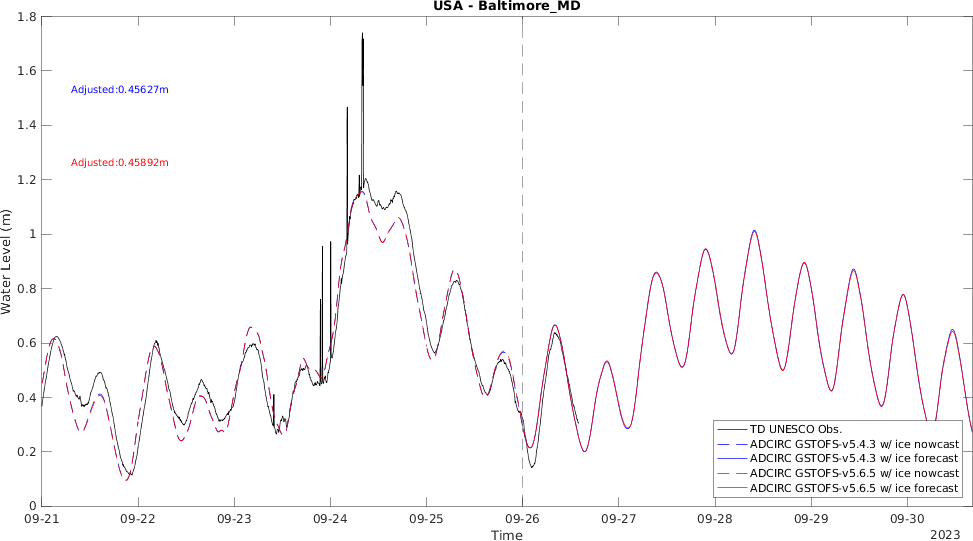 USA - Baltimore_MD
1.8
1.6
1.4
1.2
1
0.8
0.6
0.4
0.2
0
Water Level (m)
Adjusted:0.45627m
Adjusted:0.45892m
TD UNESCO Obs.
ADCIRC GSTOFS-v5.4.3 w/ ice nowcast
ADCIRC GSTOFS-v5.4.3 w/ ice forecast
ADCIRC GSTOFS-v5.6.5 w/ ice nowcast
ADCIRC GSTOFS-v5.6.5 w/ ice forecast
09-21 09-22 09-23 09-24 09-25 09-26 09-27 09-28 09-29 09-30
Time
2023